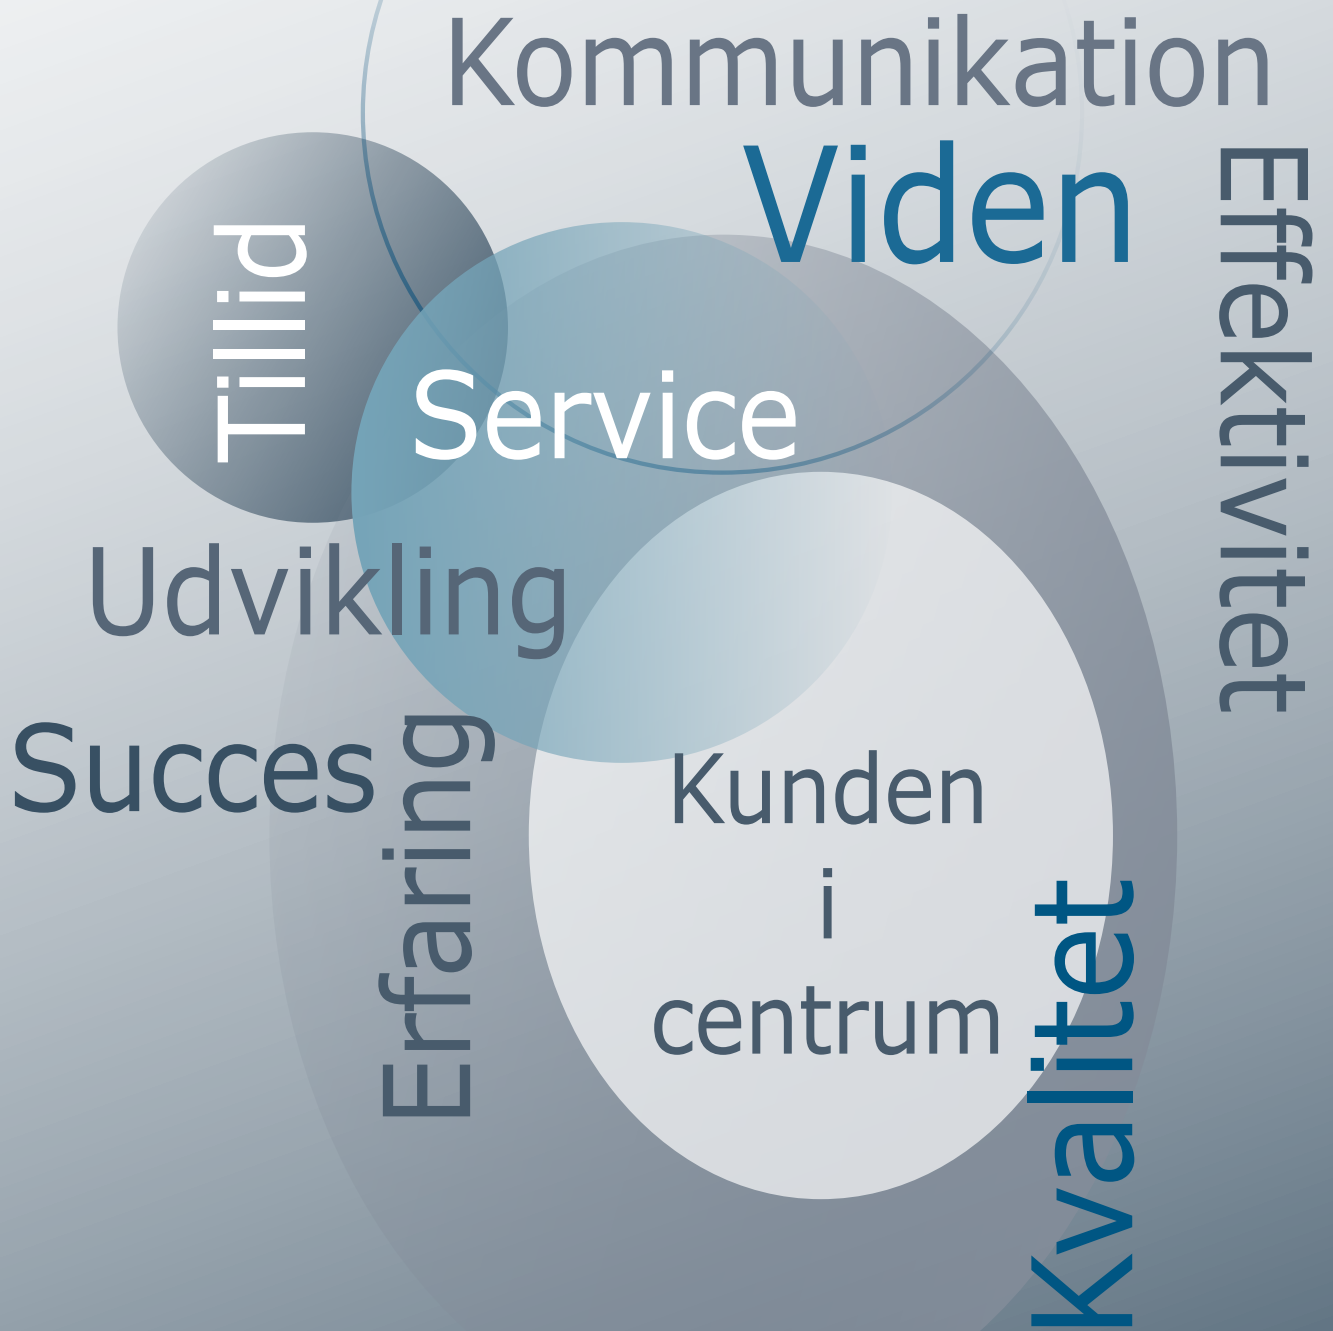 Kommunikation
Viden
Effektivitet
Tillid
Service
Udvikling
Succes
Erfaring
Kunden
i
centrum
Kvalitet